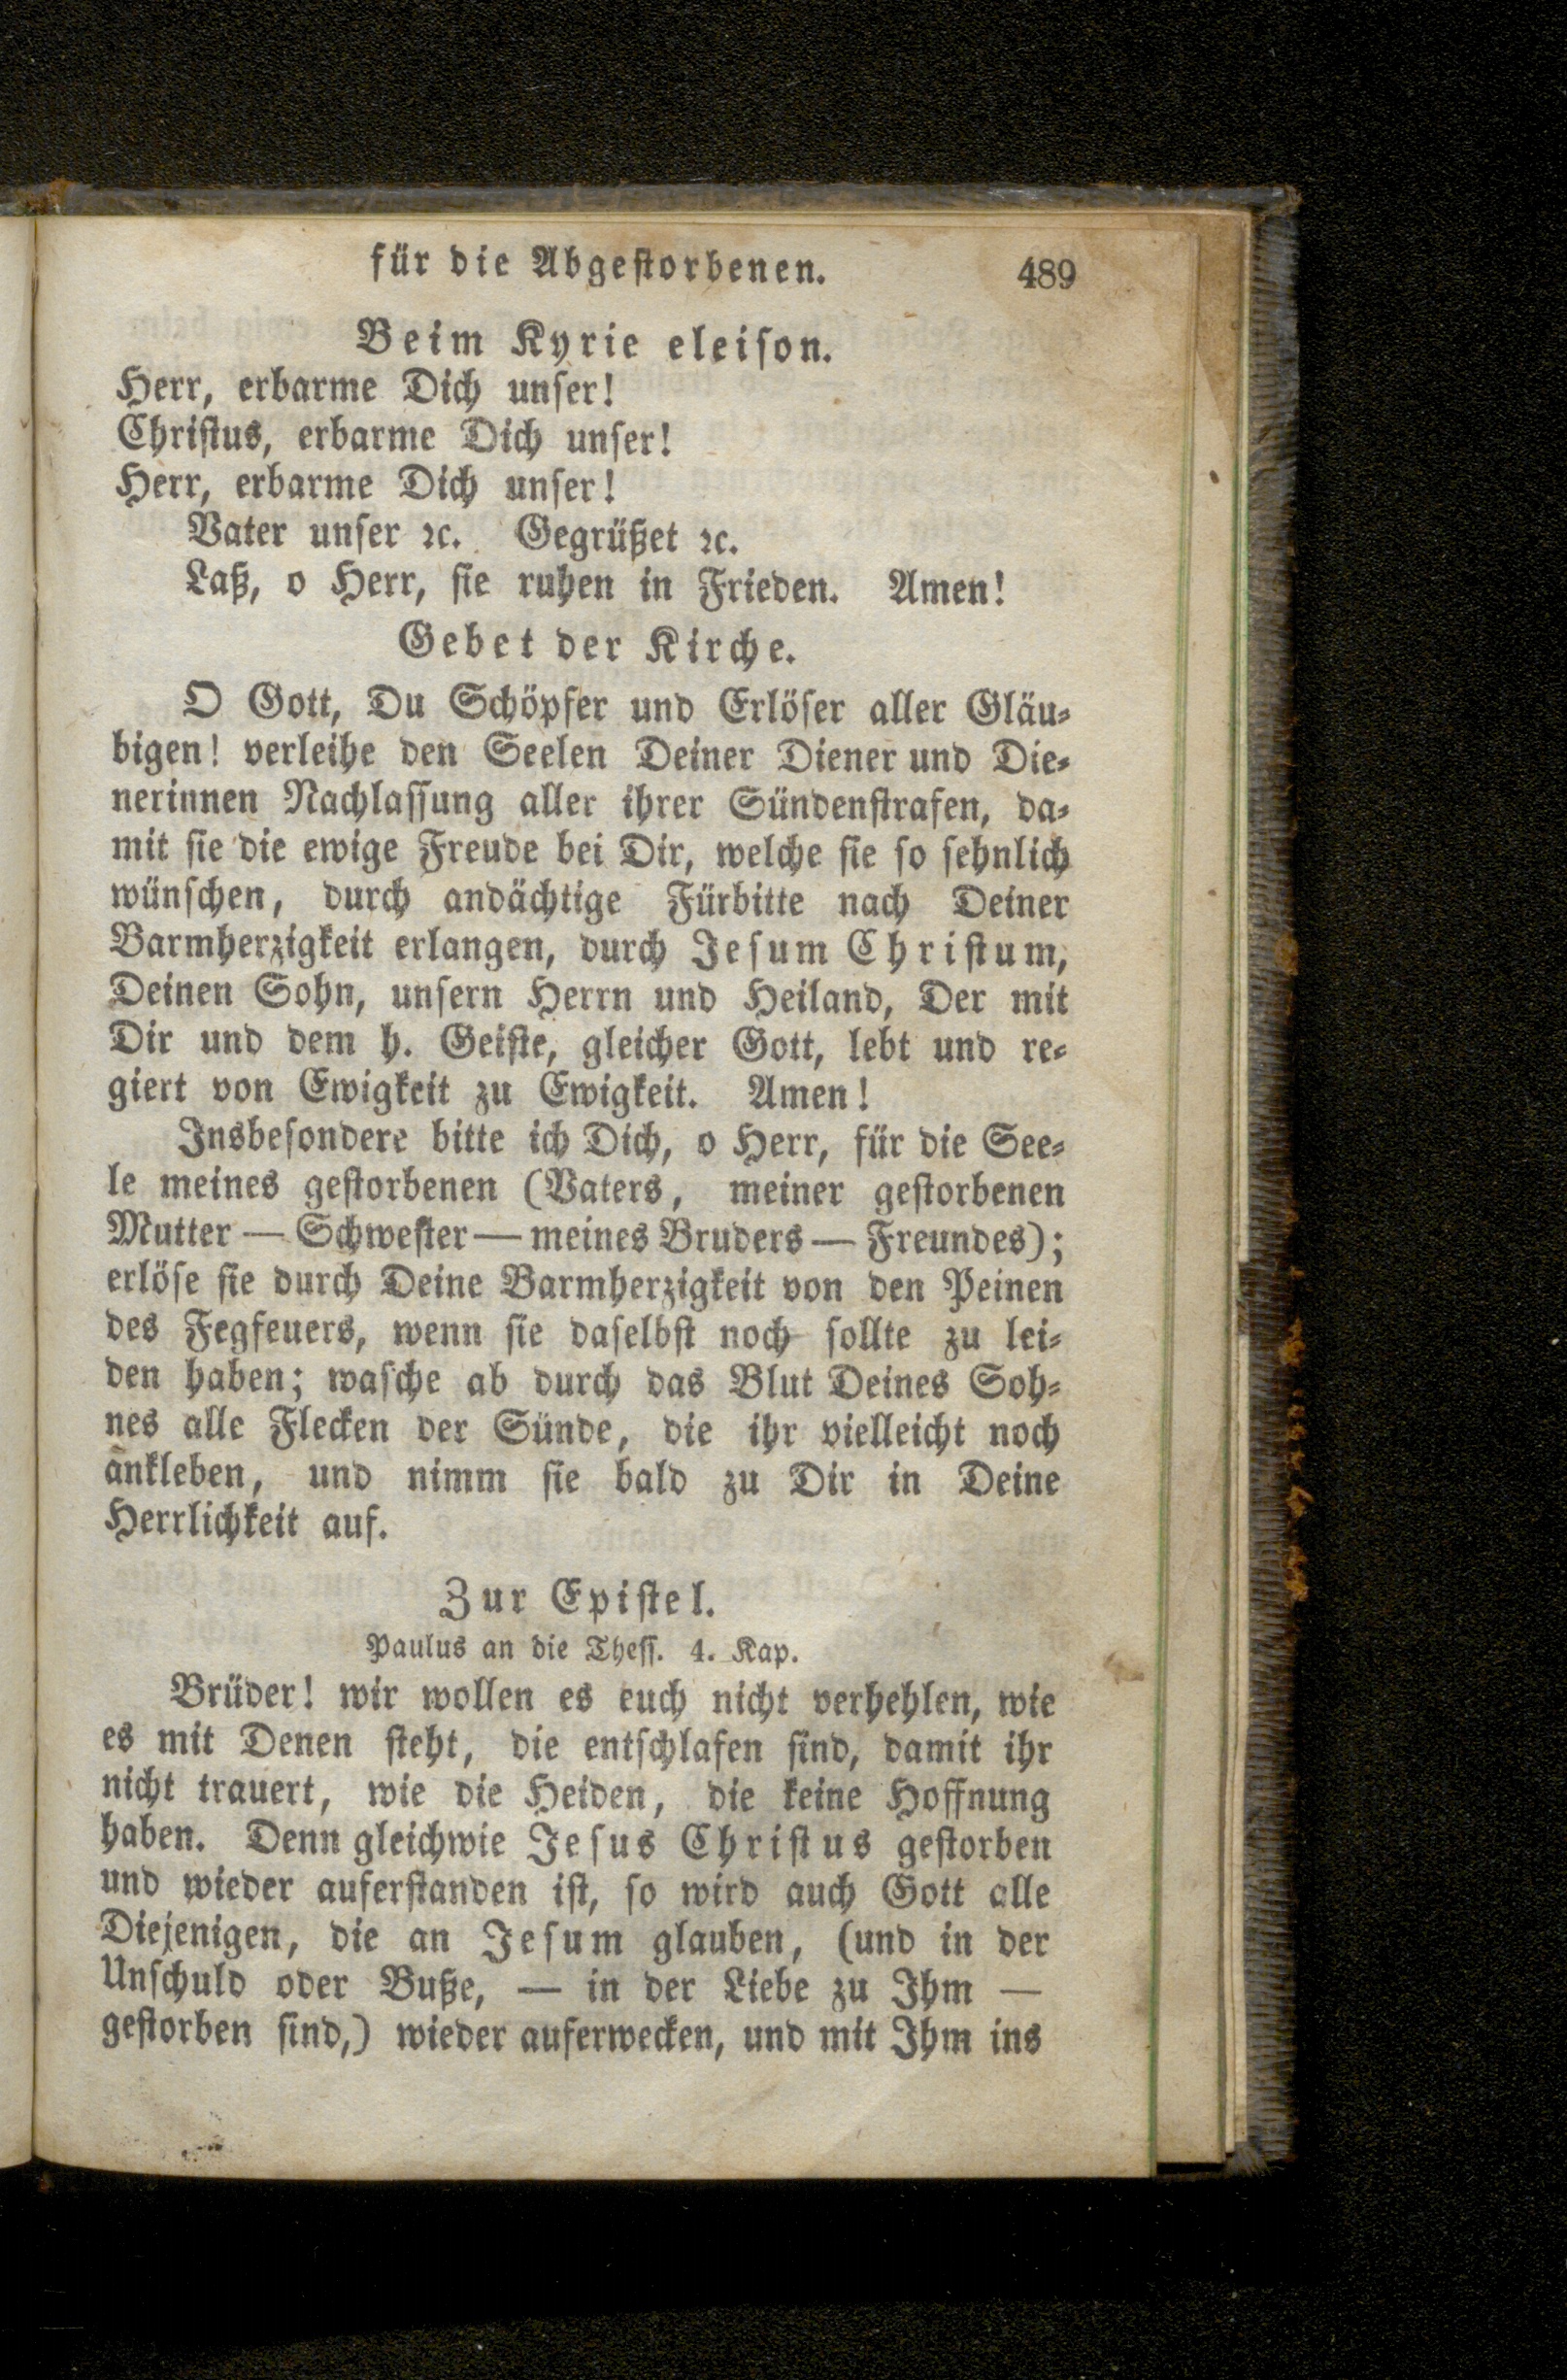 für die Abgestorbenen. 489
Beim Kyrie eleison.
Herr, erbarme Dich unser!
Christus, erbarme Dich unser!
Herr, erbarme Dich unser!
Vater unser ꝛc. Gegrüßet ꝛc.
Laß, o Herr, sie ruhen in Frieden. Amen!
Gebet der Kirche.
O Gott, Du Schöpfer und Erlöser aller Gläu-
bigen! verleihe den Seelen Deiner Diener und Die-
nerinnen Nachlassung aller ihrer Sündenstrafen, da-
mit sie die ewige Freude bei Dir, welche sie so sehnlich
wünschen, durch andächtige Fürbitte nach Deiner
Barmherzigkeit erlangen, durch Jesum Christum,
Deinen Sohn, unsern Herrn und Heiland, Der mit
Dir und dem h. Geiste, gleicher Gott, lebt und re-
giert von Ewigkeit zu Ewigkeit. Amen!
Insbesondere bitte ich Dich, o Herr, für die See-
le meines gestorbenen (Vaters, meiner gestorbenen
Mutter — Schwester — meines Bruders — Freundes);
erlöse sie durch Deine Barmherzigkeit von den Peinen
des Fegfeuers, wenn sie daselbst noch sollte zu lei-
den haben; wasche ab durch das Blut Deines Soh-
nes alle Flecken der Sünde, die ihr vielleicht noch
ankleben, und nimm sie bald zu Dir in Deine
Herrlichkeit auf.
Zur Epistel.
Paulus an die Thess. 4. Kap.
Brüder! wir wollen es euch nicht verhehlen, wie
es mit Denen steht, die entschlafen sind, damit ihr
nicht trauert, wie die Heiden, die keine Hoffnung
haben. Denn gleichwie Jesus Christus gestorben
und wieder auferstanden ist, so wird auch Gott alle
Diejenigen, die an Jesum glauben, (und in der
Unschuld oder Buße, — in der Liebe zu Ihm —
gestorben sind,) wieder auferwecken, und mit Ihm ins